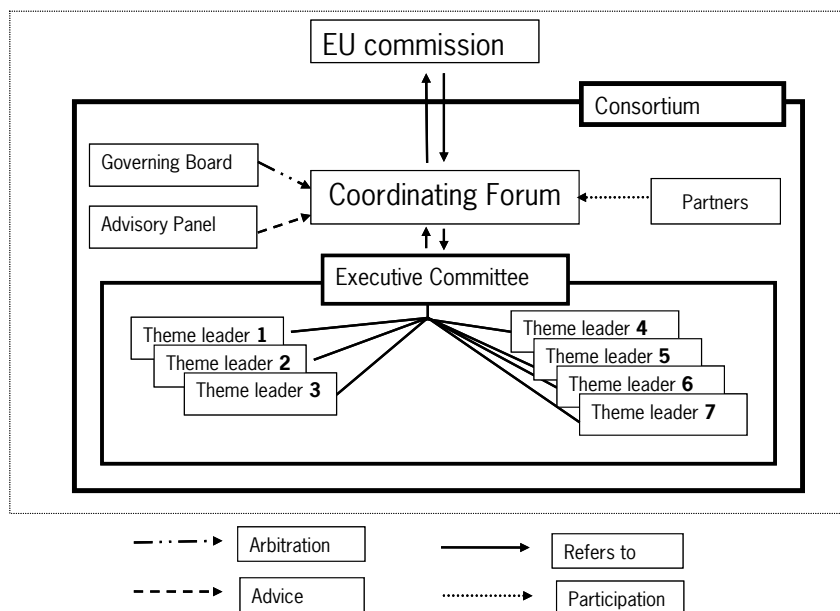 EU commission
Consortium
Governing Board
Coordinating Forum
Partners
Advisory Panel
Executive Committee
Theme leader 1
Theme leader 2
Theme leader 3
Theme leader 4
Theme leader 5
Theme leader 6
Theme leader 7
Arbitration
Refers to
Advice
Participation